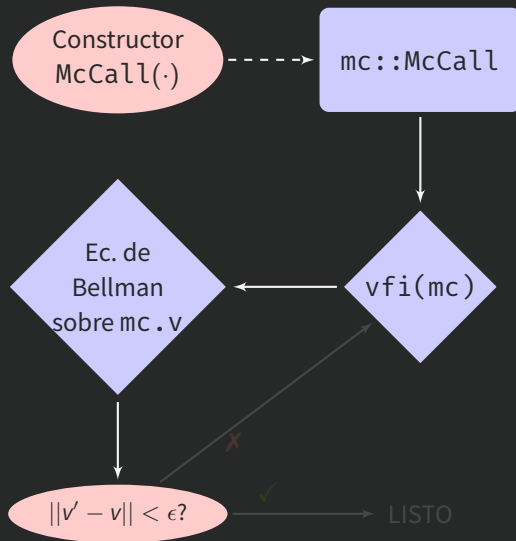 Constructor
McCall(·)
mc::McCall
Ec. de
Bellman
sobre mc.v
vfi(mc)
✗
||v′ − v|| < ϵ?
✓
LISTO